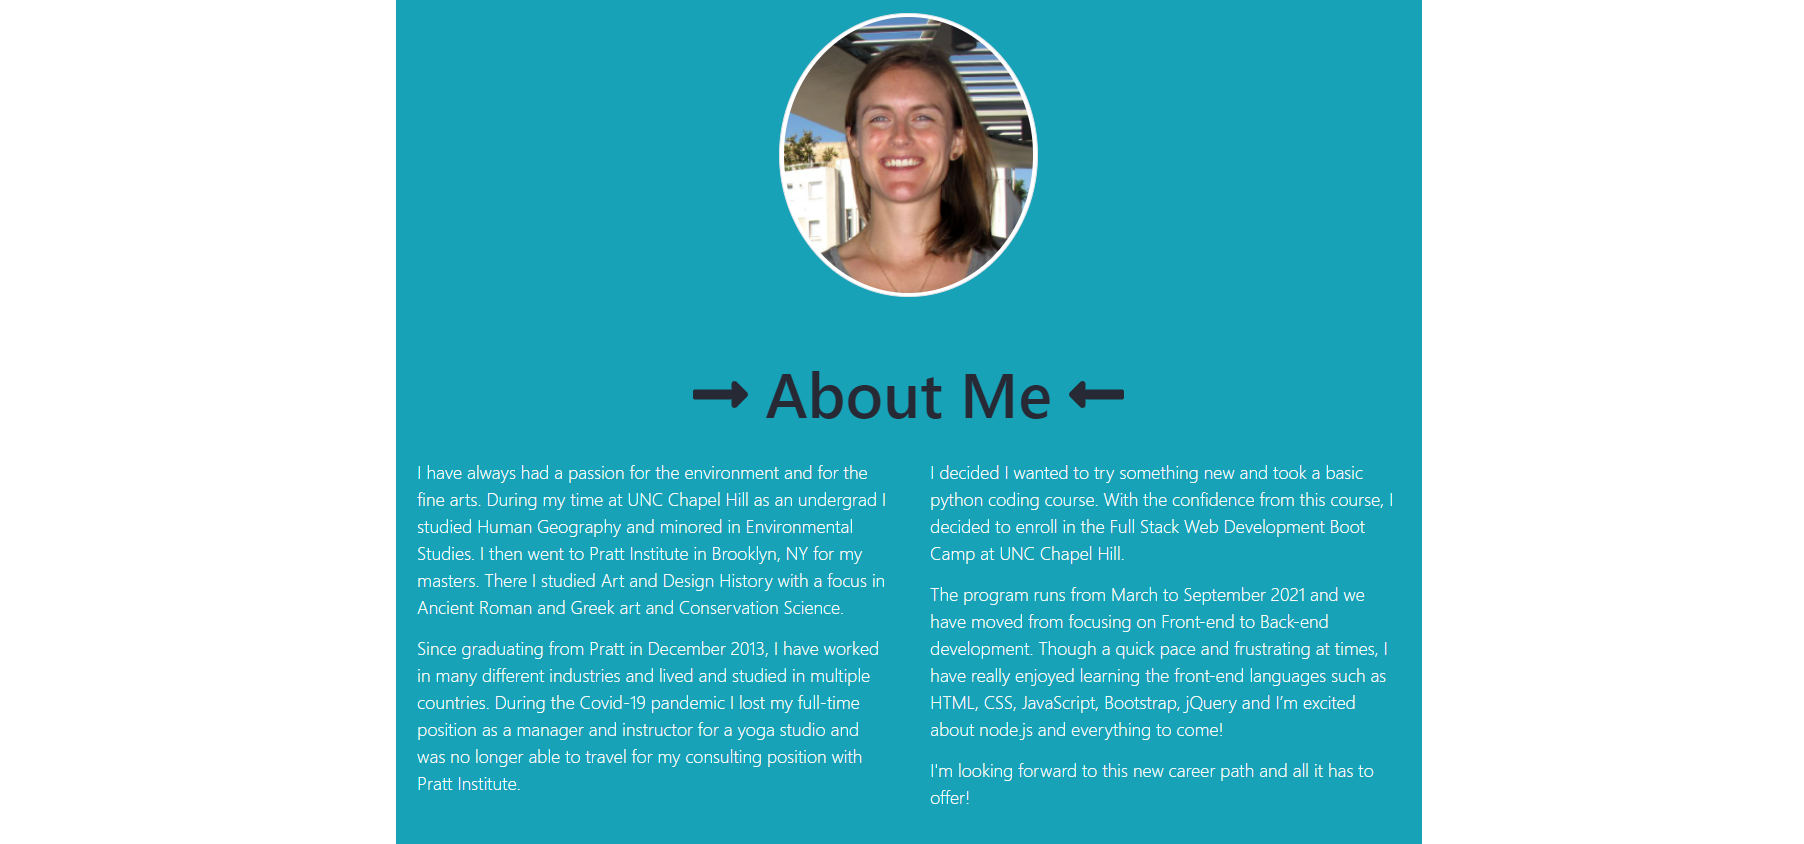 About Me
I have always had a passion for the environment and for the
fine arts. During my time at UNC Chapel Hill as an undergrad I
studied Human Geography and minored in Environmental
Studies. I then went to Pratt Institute in Brooklyn, NY for my
masters. There I studied Art and Design History with a focus in
Ancient Roman and Greek art and Conservation Science.
Since graduating from Pratt in December 2013, I have worked
in many different industries and lived and studied in multiple
countries. During the Covid-19 pandemic I lost my full-time
position as a manager and instructor for a yoga studio and
was no longer able to travel for my consulting position with
Pratt Institute.
I decided I wanted to try something new and took a basic
python coding course. With the confidence from this course, I
decided to enroll in the Full Stack Web Development Boot
Camp at UNC Chapel Hill.
The program runs from March to September 2021 and we
have moved from focusing on Front-end to Back-end
development. Though a quick pace and frustrating at times, I
have really enjoyed learning the front-end languages such as
HTML, CSS, JavaScript, Bootstrap, jQuery and I’m excited
about node.js and everything to come!
I'm looking forward to this new career path and all it has to
offer!